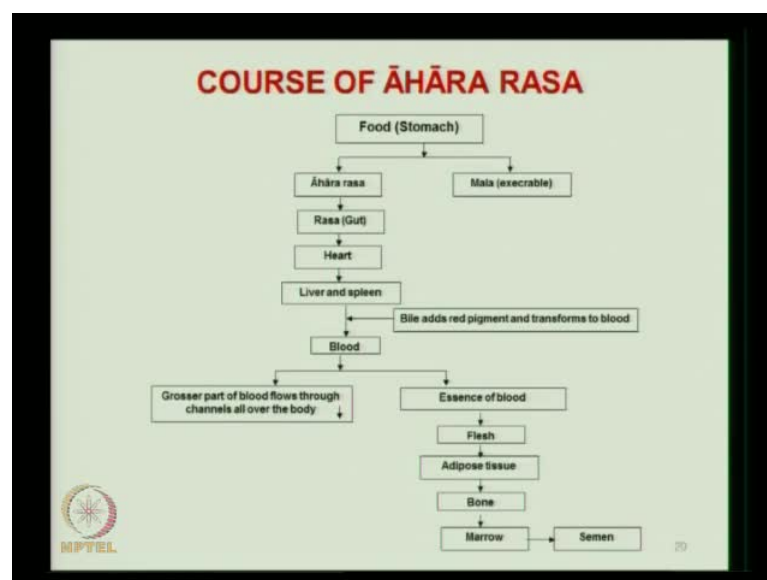 COURSE OF ĀHĀRA RASA
Food (Stomach)
Āhāra rasa
Mala (execrable)
Rasa (Gut)
Heart
Liver and spleen
Bile adds red pigment and transforms to blood
Blood
Grosser part of blood flows through
channels all over the body
Essence of blood
Flesh
Adipose tissue
Bone
Marrow
Semen
NPTEL